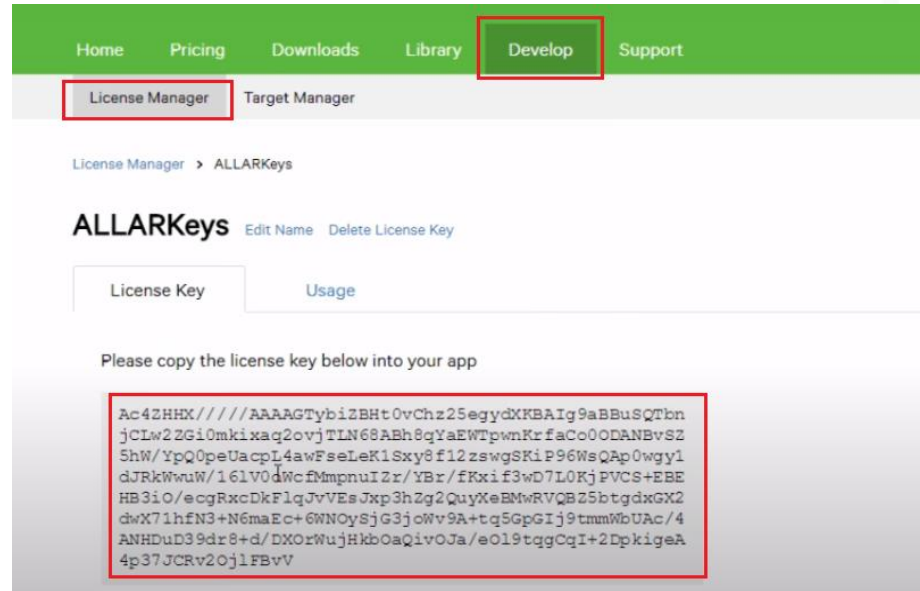 Home Pricing Downloads Library Develop Support
License Manager Target Manager
License Manager > ALLARKeys
ALLARKeys Edit Name Delete License Key
License Key Usage
Please copy the license key below into your app
Ac4ZHHX/////AAAAGTybiZBHt0vChz25egydXKBAIg9aBBuSQTbn
jCLw2ZGi0mkixaq2ovjTLN68ABh8qYaEWTpwnKrfaCo0ODANBvSZ
5hW/YpQ0peUacpL4awFseLeK1Sxy8f12zswgSKiP96WsQAp0wgy1
dJRkWwuW/16lV0dWcfMmpnuIZr/YBr/fKxif3wD7L0KjPVCS+EBE
HB3iO/ecgRxcDkFlqJvVEsJxp3hZg2QuyXeBMwRVQBZ5btgdxGX2
dwX71hfN3+N6maEc+6WNOySjG3joWv9A+tq5GpGIj9tmmWbUAc/4
ANHDuD39dr8+d/DXOrWujHkbOaQivOJa/eOl9tqgCqI+2DpkigeA
4p37JCRv2Ojl​FBvV